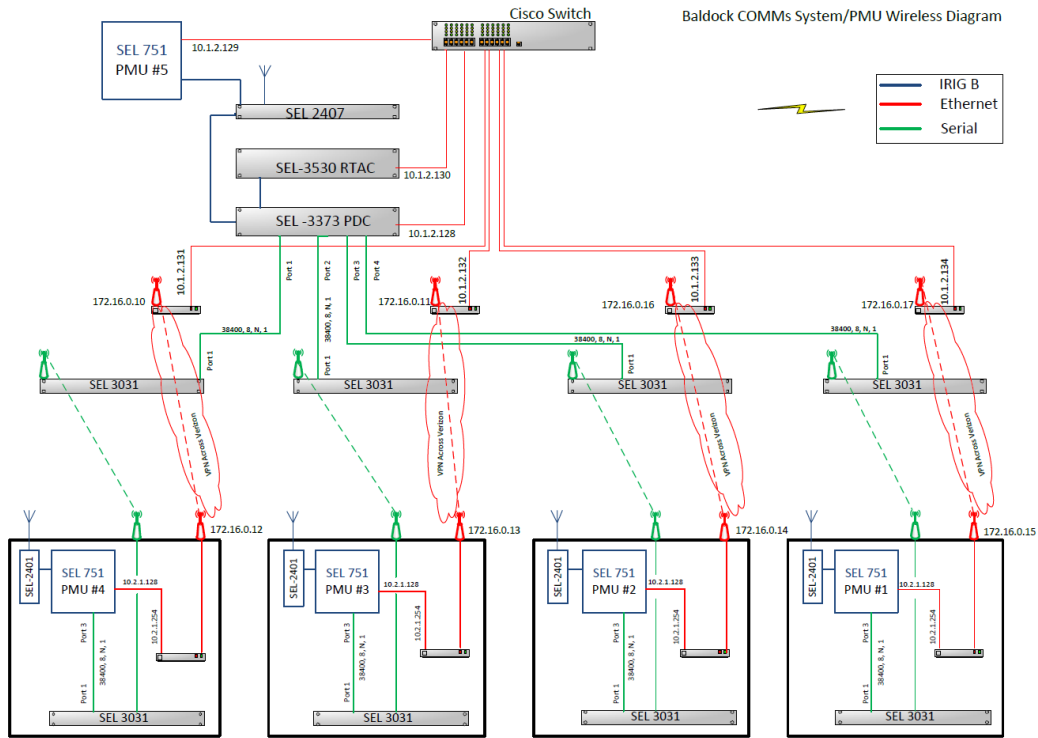 Cisco Switch
Baldock COMMs System/PMU Wireless Diagram
SEL 751
PMU #5
10.1.2.129
IRIG B
Ethernet
Serial
SEL 2407
SEL-3530 RTAC
10.1.2.130
SEL -3373 PDC
10.1.2.128
Port 1
Port 2
Port 3
Port 4
10.1.2.131
10.1.2.132
10.1.2.133
10.1.2.134
172.16.0.10
172.16.0.11
172.16.0.16
172.16.0.17
38400, 8, N, 1
38400, 8, N, 1
38400, 8, N, 1
38400, 8, N, 1
Port 1
Port 1
Port 1
Port 1
SEL 3031
SEL 3031
SEL 3031
SEL 3031
VPN Across Verizon
VPN Across Verizon
VPN Across Verizon
VPN Across Verizon
172.16.0.12
172.16.0.13
172.16.0.14
172.16.0.15
SEL-2401
SEL 751
PMU #4
10.2.1.128
10.2.1.254
Port 3
38400, 8, N, 1
Port 1
SEL 3031
SEL-2401
SEL 751
PMU #3
10.2.1.128
10.2.1.254
Port 3
38400, 8, N, 1
Port 1
SEL 3031
SEL-2401
SEL 751
PMU #2
10.2.1.128
10.2.1.254
Port 3
38400, 8, N, 1
Port 1
SEL 3031
SEL-2401
SEL 751
PMU #1
10.2.1.128
10.2.1.254
Port 3
38400, 8, N, 1
Port 1
SEL 3031